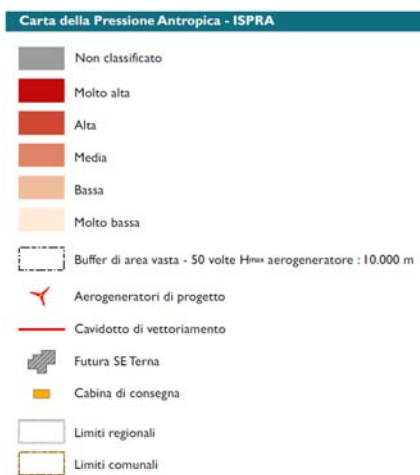 Carta della Pressione Antropica - ISPRA
Non classificato
Molto alta
Alta
Media
Bassa
Molto bassa
Buffer di area vasta - 50 volte Hmax aerogeneratore : 10.000 m
Aerogeneratori di progetto
Cavidotto di vettoriamento
Futura SE Terna
Cabina di consegna
Limiti regionali
Limiti comunali